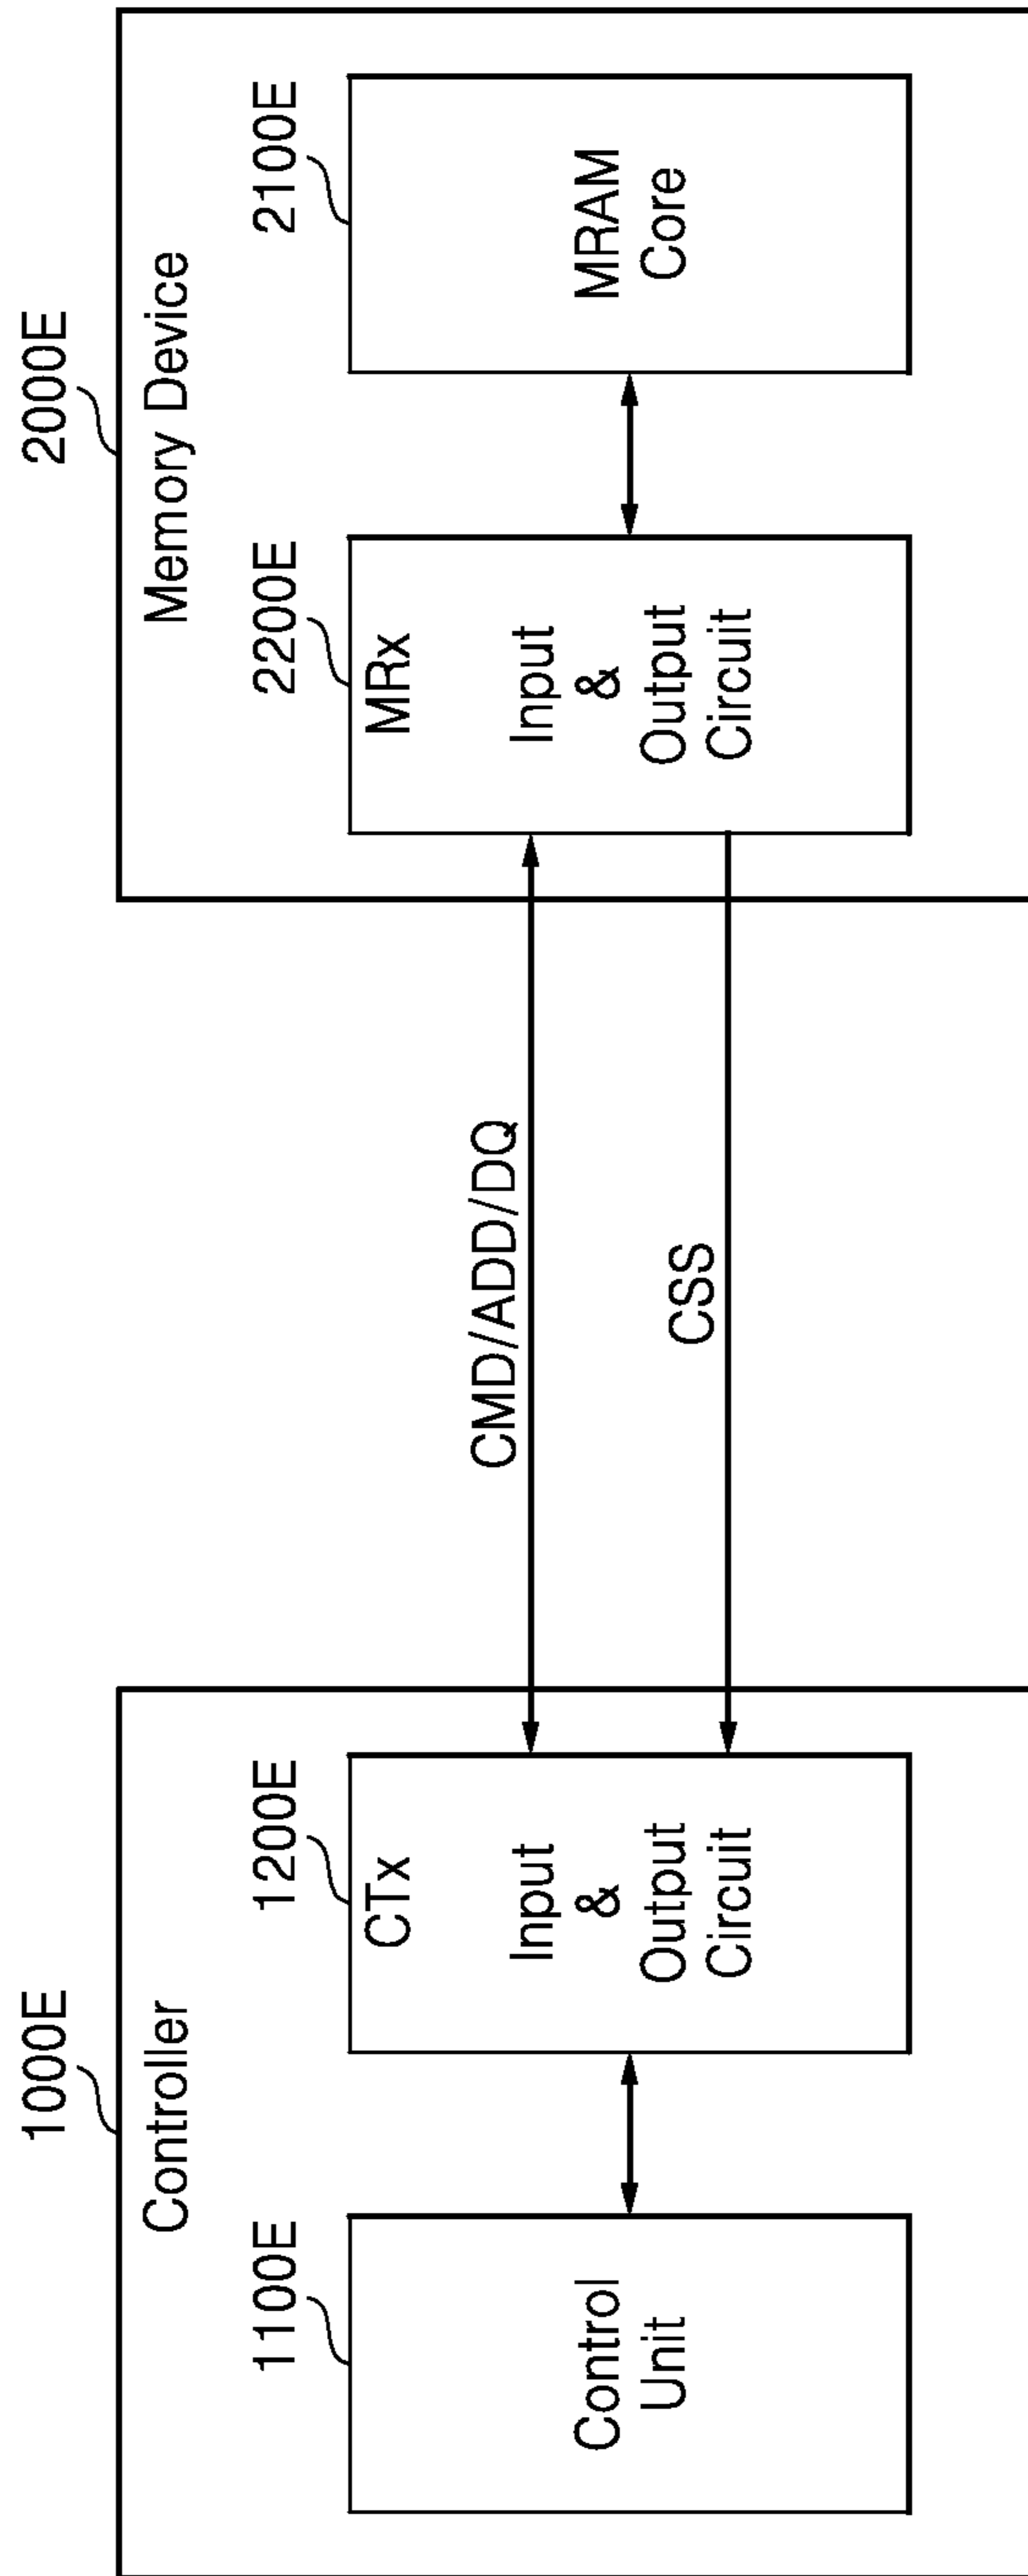 1000E
Controller
1100E
Control
Unit
1200E
CTx
Input
&
Output
Circuit
CMD/ADD/DQ
CSS
2000E
Memory Device
2200E
MRx
Input
&
Output
Circuit
2100E
MRAM
Core